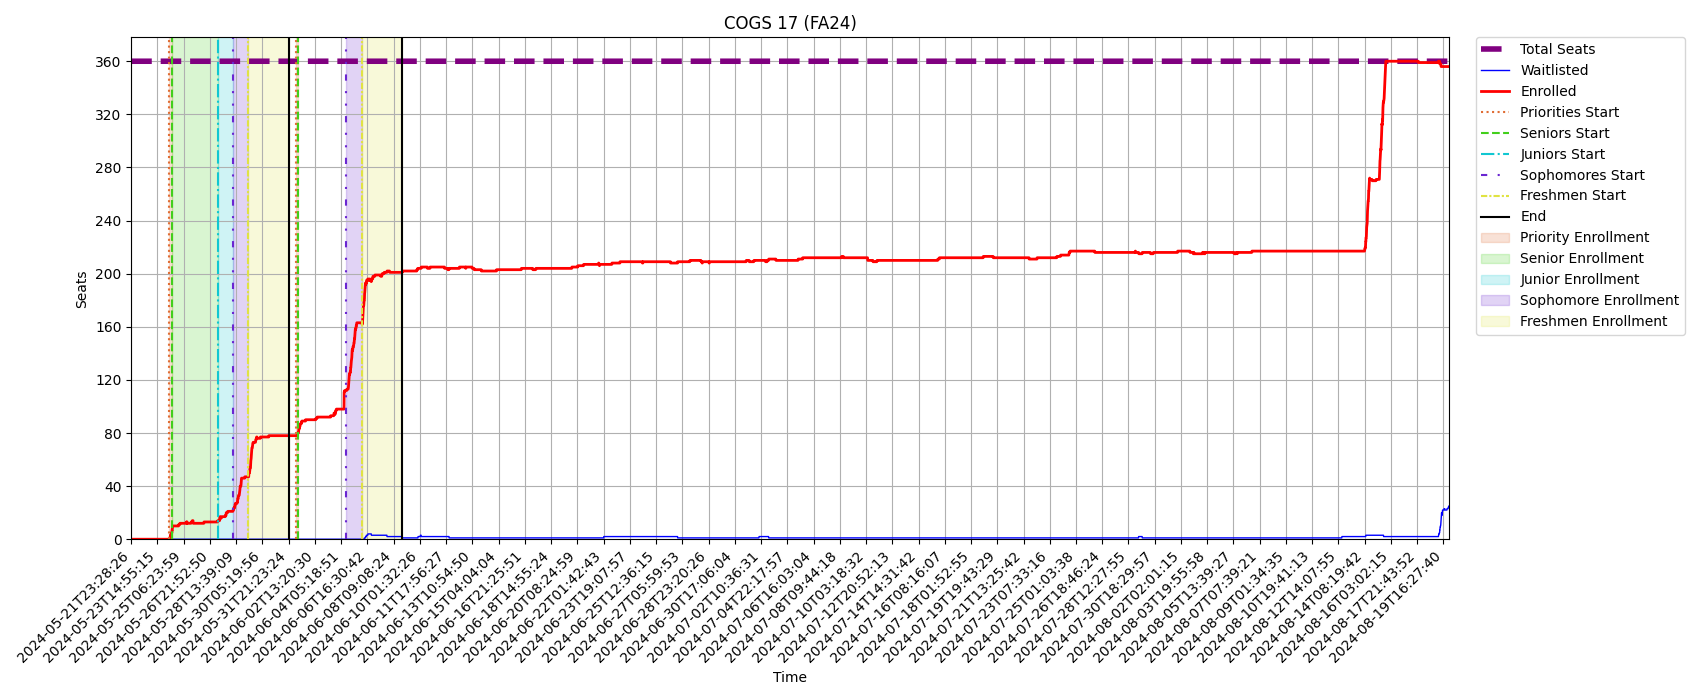 COGS 17 (FA24)
Seats
360
320
280
240
200
160
120
80
40
0
2024-05-21T23:28:26
2024-05-23T14:55:15
2024-05-25T06:23:59
2024-05-26T21:52:50
2024-05-28T13:39:09
2024-05-30T05:19:56
2024-05-31T21:23:24
2024-06-02T13:20:30
2024-06-04T05:18:51
2024-06-06T16:30:42
2024-06-08T09:08:24
2024-06-10T01:32:26
2024-06-11T17:56:27
2024-06-13T10:54:50
2024-06-15T04:04:04
2024-06-16T21:25:51
2024-06-18T14:55:24
2024-06-20T08:24:59
2024-06-22T01:42:43
2024-06-23T19:07:57
2024-06-25T12:36:15
2024-06-27T05:59:53
2024-06-28T23:20:26
2024-06-30T17:06:04
2024-07-02T10:36:31
2024-07-04T22:17:57
2024-07-06T16:03:04
2024-07-08T09:44:18
2024-07-10T03:18:32
2024-07-12T20:52:13
2024-07-14T14:31:42
2024-07-16T08:16:07
2024-07-18T01:52:55
2024-07-19T19:43:29
2024-07-21T13:25:42
2024-07-23T07:33:16
2024-07-25T01:03:38
2024-07-26T18:46:24
2024-07-28T12:27:55
2024-07-30T18:29:57
2024-08-02T02:01:15
2024-08-03T19:55:58
2024-08-05T13:39:27
2024-08-07T07:39:21
2024-08-09T01:34:35
2024-08-10T19:41:13
2024-08-12T14:07:55
2024-08-14T08:19:42
2024-08-16T03:02:15
2024-08-17T21:43:52
2024-08-19T16:27:40
Time
Total Seats
Waitlisted
Enrolled
Priorities Start
Seniors Start
Juniors Start
Sophomores Start
Freshmen Start
End
Priority Enrollment
Senior Enrollment
Junior Enrollment
Sophomore Enrollment
Freshmen Enrollment